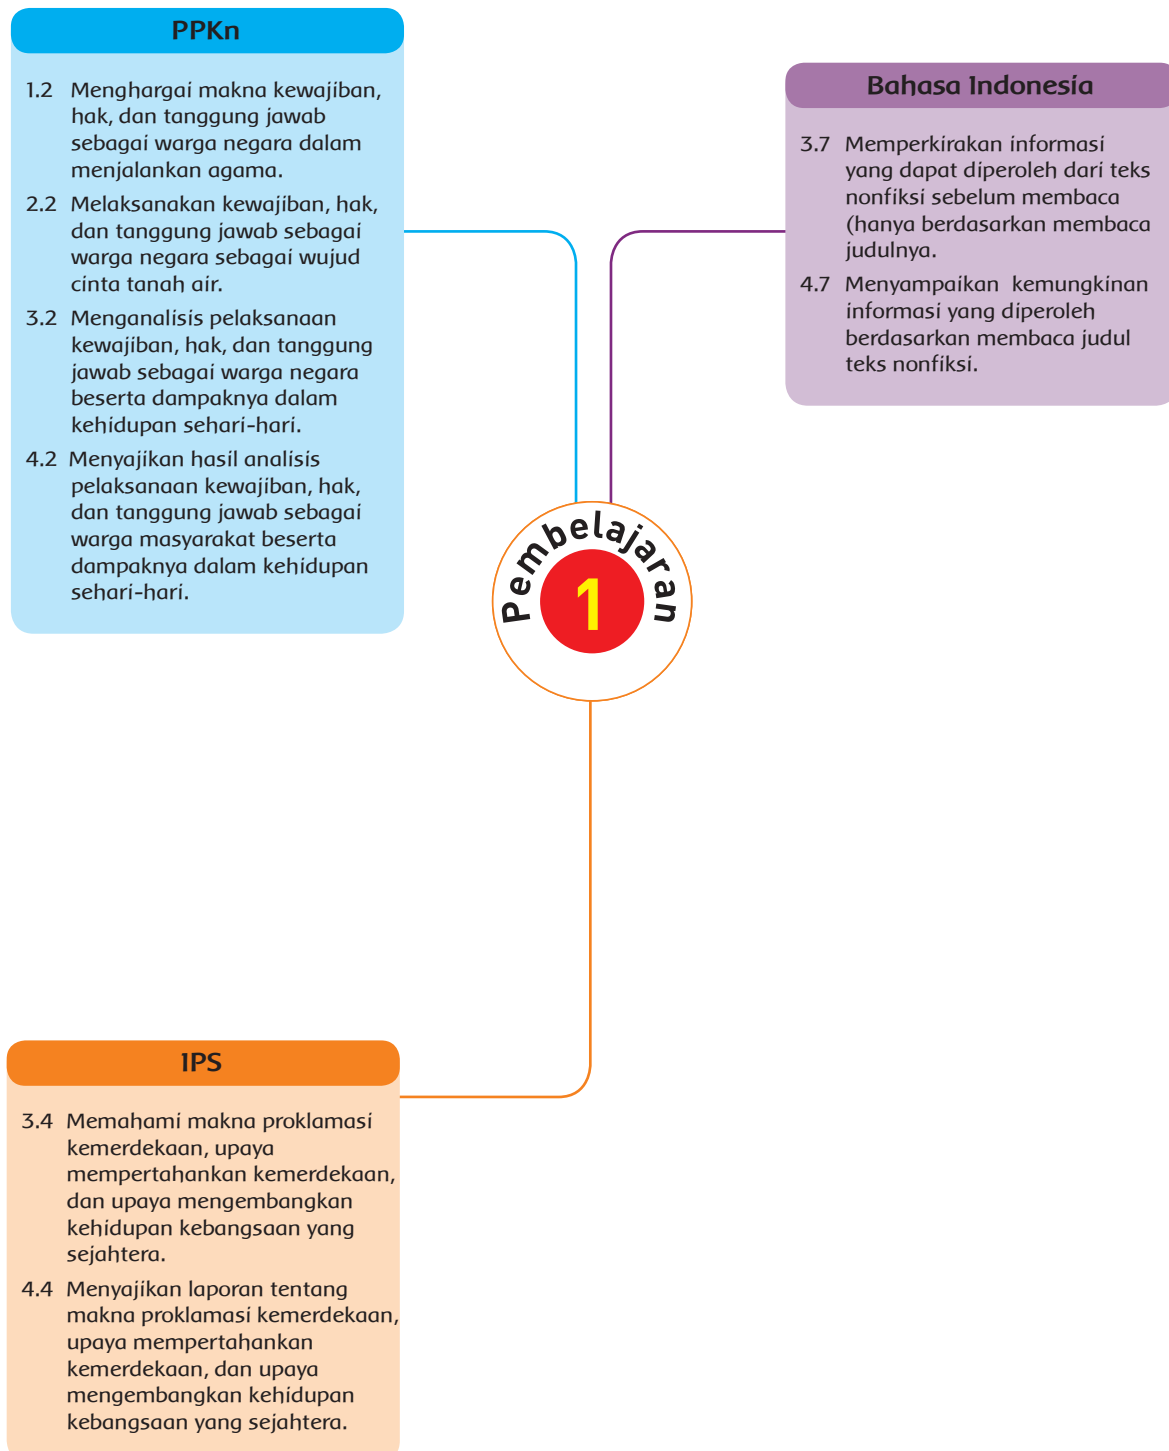 PPKn
1.2 Menghargai makna kewajiban,
hak, dan tanggung jawab
sebagai warga negara dalam
menjalankan agama.
2.2 Melaksanakan kewajiban, hak,
dan tanggung jawab sebagai
warga negara sebagai wujud
cinta tanah air.
3.2 Menganalisis pelaksanaan
kewajiban, hak, dan tanggung
jawab sebagai warga negara
beserta dampaknya dalam
kehidupan sehari-hari.
4.2 Menyajikan hasil analisis
pelaksanaan kewajiban, hak,
dan tanggung jawab sebagai
warga masyarakat beserta
dampaknya dalam kehidupan
sehari-hari.
Bahasa Indonesia
3.7 Memperkirakan informasi
yang dapat diperoleh dari teks
nonfiksi sebelum membaca
(hanya berdasarkan membaca
judulnya.
4.7 Menyampaikan kemungkinan
informasi yang diperoleh
berdasarkan membaca judul
teks nonfiksi.
Pembelajaran
1
IPS
3.4 Memahami makna proklamasi
kemerdekaan, upaya
mempertahankan kemerdekaan,
dan upaya mengembangkan
kehidupan kebangsaan yang
sejahtera.
4.4 Menyajikan laporan tentang
makna proklamasi kemerdekaan,
upaya mempertahankan
kemerdekaan, dan upaya
mengembangkan kehidupan
kebangsaan yang sejahtera.